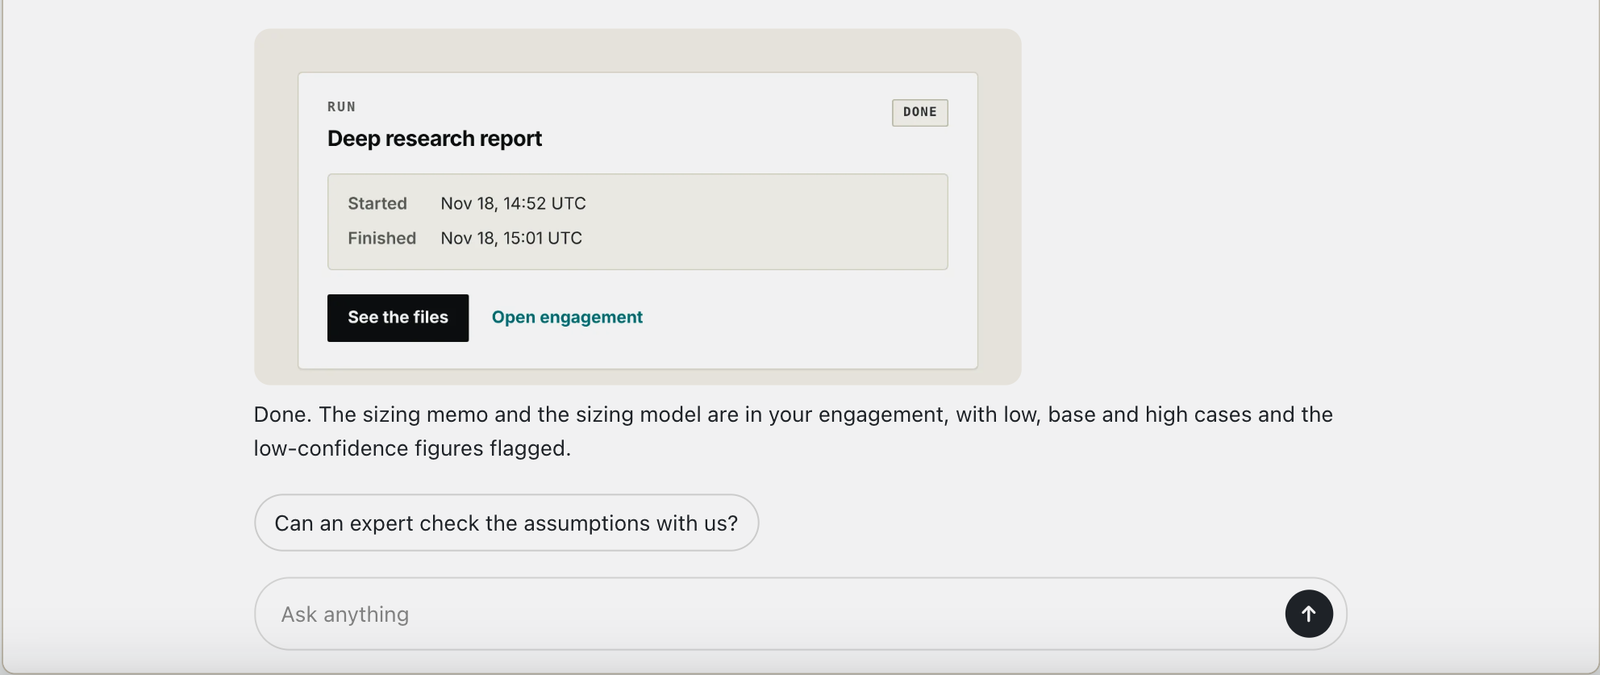 RUN
DONE
Deep research report
Started Nov 18, 14:52 UTC
Finished Nov 18, 15:01 UTC
See the files Open engagement
Done. The sizing memo and the sizing model are in your engagement, with low, base and high cases and the
low-confidence figures flagged.
Can an expert check the assumptions with us?
Ask anything